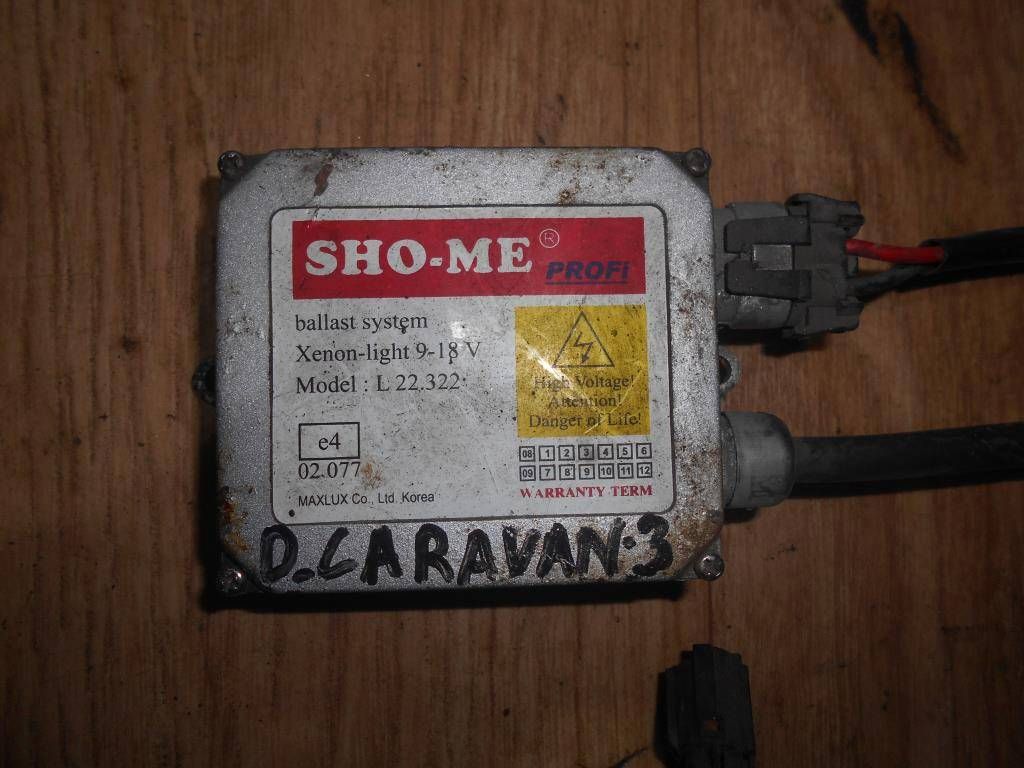 SHO-ME®
PROFi
ballast system
Xenon-light 9-18 V
Model : L 22.322
High Voltage!
Attention!
Danger of Life!
e4
02.077
08 1 2 3 4 5 6
09 7 8 9 10 11 12
WARRANTY TERM
MAXLUX Co., Ltd. Korea
D.CARAVAN.3